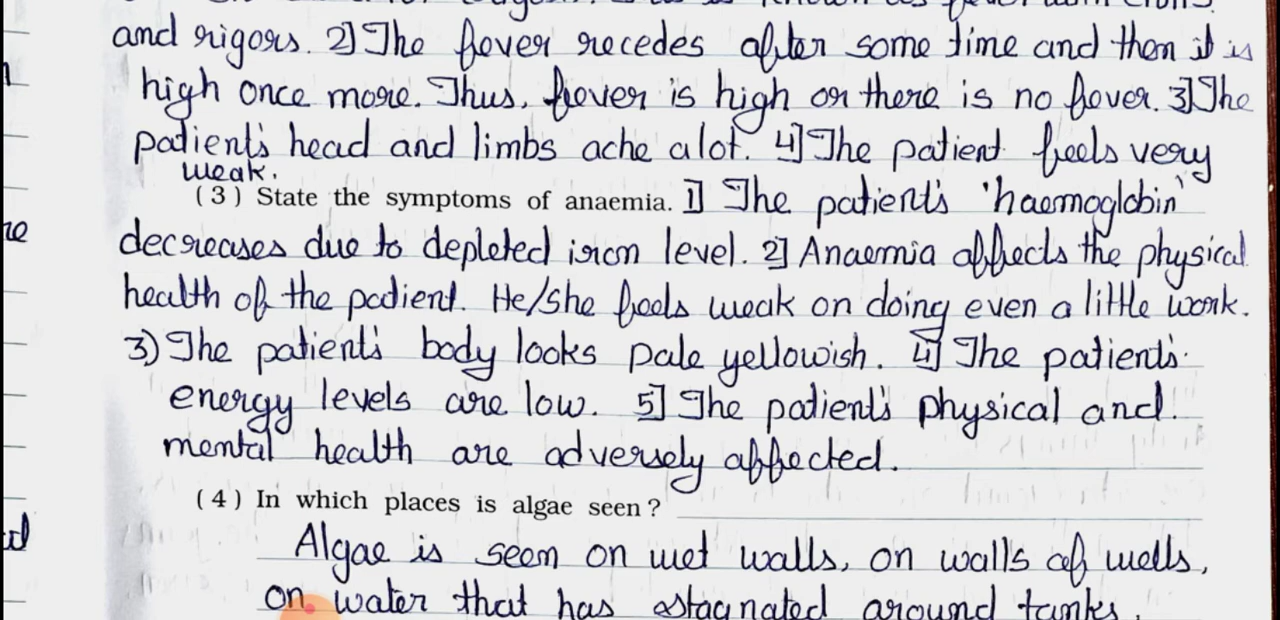 and rigors. 2] The fever recedes after some time and then it is
high once more. Thus, fever is high or there is no fever. 3] The
patient's head and limbs ache alot. 4] The patient feels very
weak.
(3) State the symptoms of anaemia. 1] The patient's 'haemoglobin'
decreases due to depleted iron level. 2] Anaemia affects the physical
health of the patient. He/she feels weak on doing even a little work.
3) The patient's body looks pale yellowish. 4] The patient's
energy levels are low. 5] The patient's physical and
mental health are adversely affected.
(4) In which places is algae seen?
Algae is seen on wet walls, on walls of wells,
on water that has stagnated around tanks.